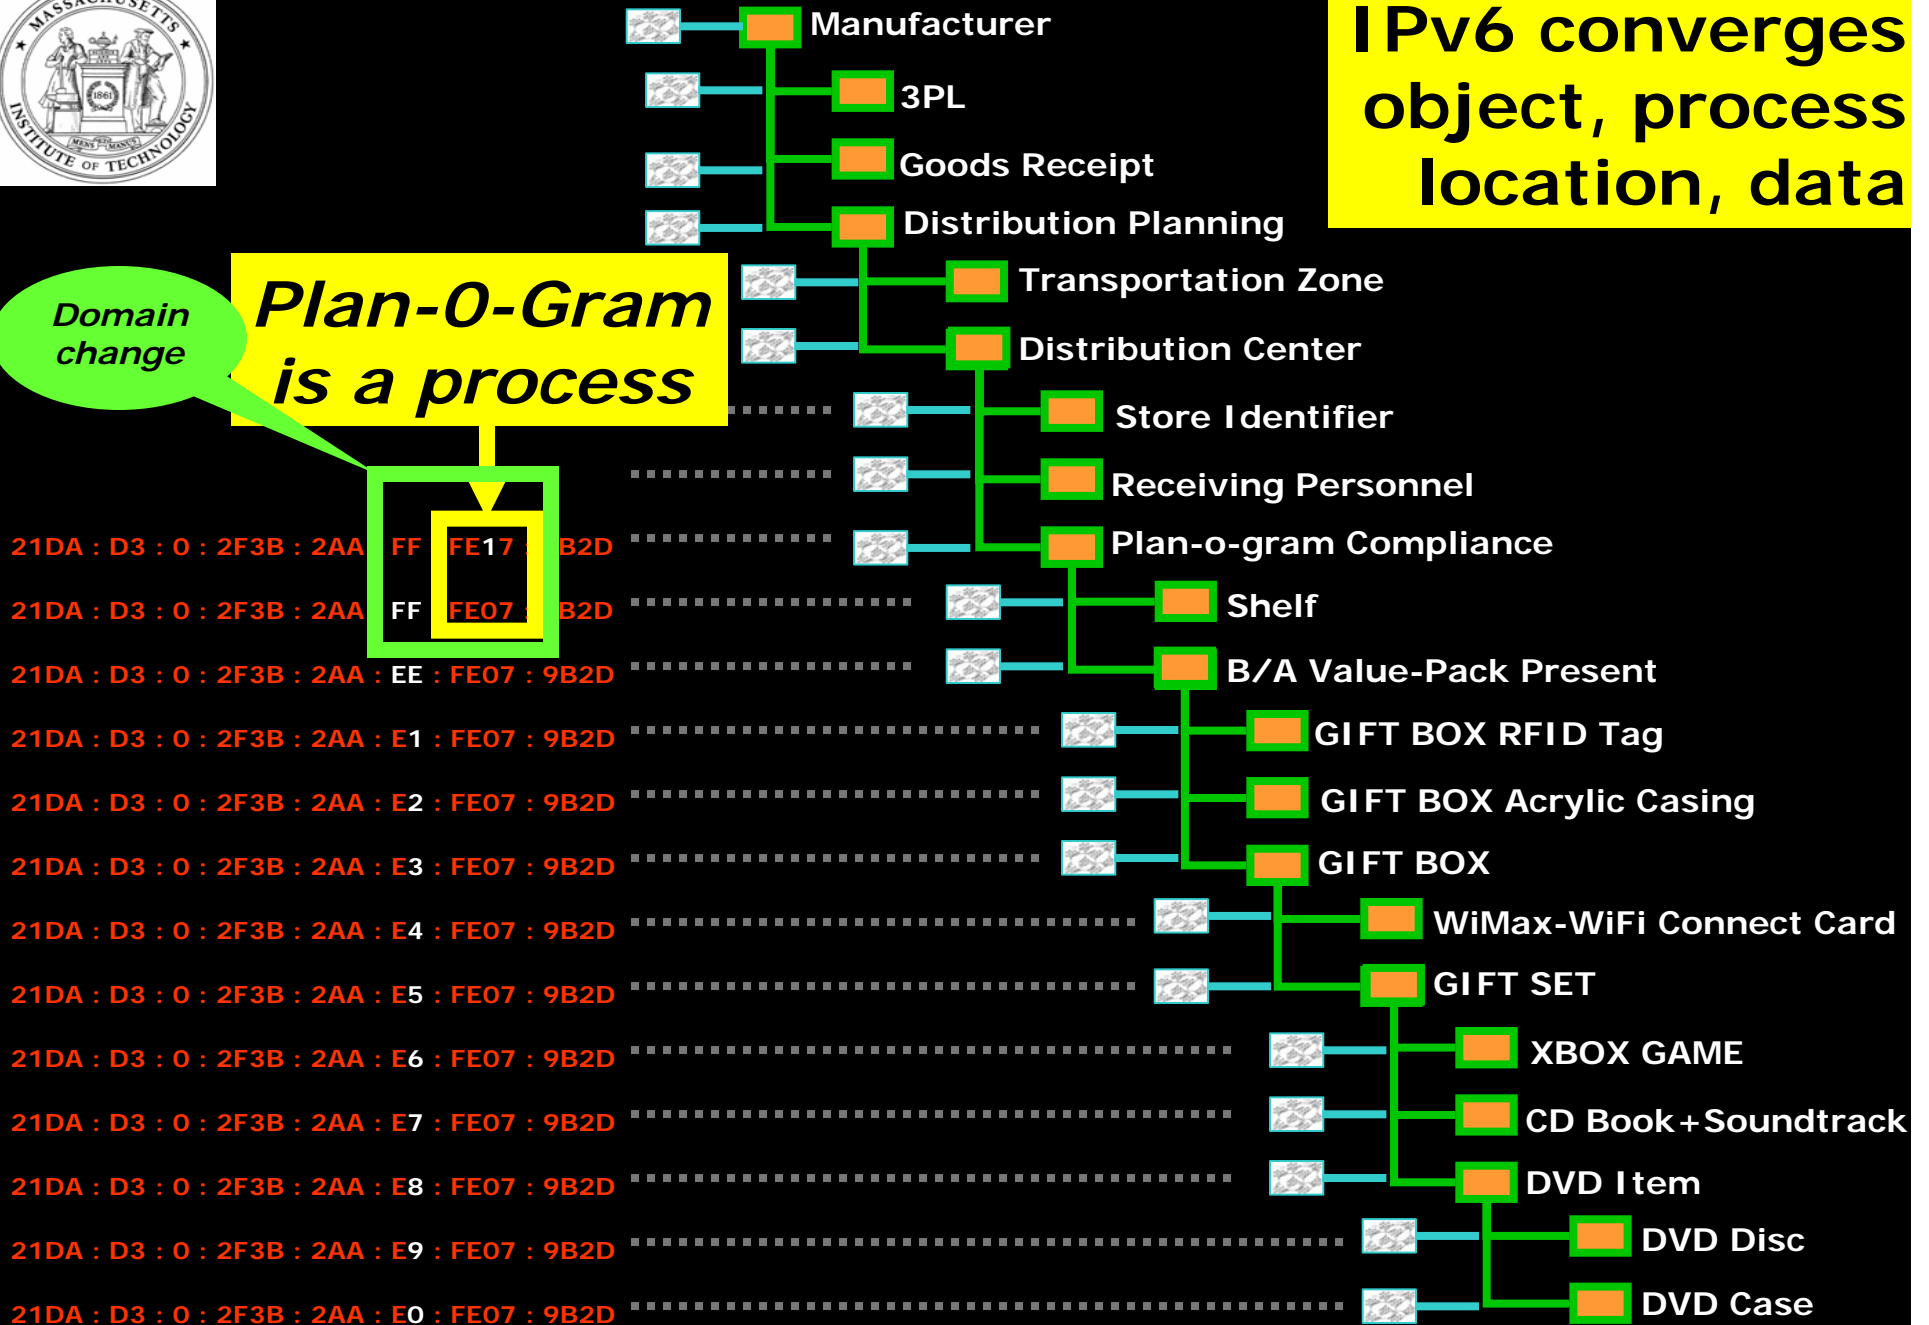 MASSACHUSETTS
INSTITUTE OF TECHNOLOGY
1861
MENS ET MANUS
IPv6 converges
object, process
location, data
Manufacturer
3PL
Goods Receipt
Distribution Planning
Transportation Zone
Distribution Center
Store Identifier
Receiving Personnel
Domain
change
Plan-O-Gram
is a process
21DA : D3 : 0 : 2F3B : 2AA FF FE17 : B2D Plan-o-gram Compliance
21DA : D3 : 0 : 2F3B : 2AA FF FE07 : B2D Shelf
21DA : D3 : 0 : 2F3B : 2AA : EE : FE07 : 9B2D B/A Value-Pack Present
21DA : D3 : 0 : 2F3B : 2AA : E1 : FE07 : 9B2D GIFT BOX RFID Tag
21DA : D3 : 0 : 2F3B : 2AA : E2 : FE07 : 9B2D GIFT BOX Acrylic Casing
21DA : D3 : 0 : 2F3B : 2AA : E3 : FE07 : 9B2D GIFT BOX
21DA : D3 : 0 : 2F3B : 2AA : E4 : FE07 : 9B2D WiMax-WiFi Connect Card
21DA : D3 : 0 : 2F3B : 2AA : E5 : FE07 : 9B2D GIFT SET
21DA : D3 : 0 : 2F3B : 2AA : E6 : FE07 : 9B2D XBOX GAME
21DA : D3 : 0 : 2F3B : 2AA : E7 : FE07 : 9B2D CD Book+Soundtrack
21DA : D3 : 0 : 2F3B : 2AA : E8 : FE07 : 9B2D DVD Item
21DA : D3 : 0 : 2F3B : 2AA : E9 : FE07 : 9B2D DVD Disc
21DA : D3 : 0 : 2F3B : 2AA : E0 : FE07 : 9B2D DVD Case